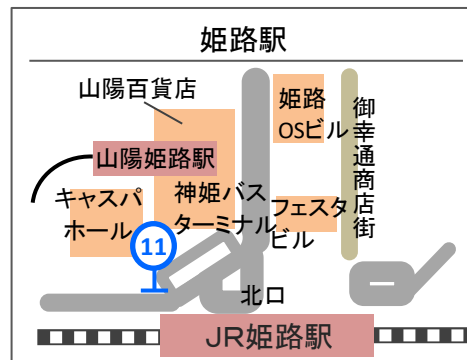 姫路駅
山陽百貨店
姫路
OSビル
御幸通商店街
山陽姫路駅
キャスパ
ホール
神姫バス
ターミナル
フェスタ
ビル
11
北口
JR姫路駅